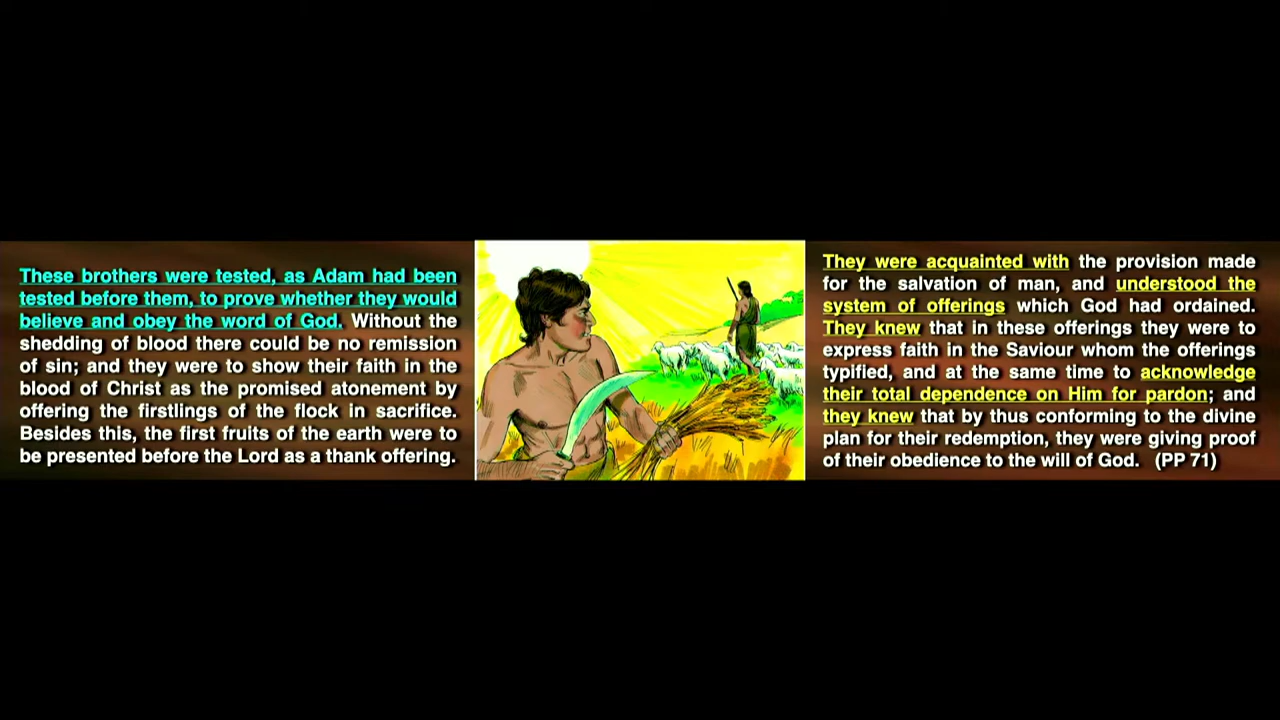 These brothers were tested, as Adam had been
tested before them, to prove whether they would
believe and obey the word of God. Without the
shedding of blood there could be no remission
of sin; and they were to show their faith in the
blood of Christ as the promised atonement by
offering the firstlings of the flock in sacrifice.
Besides this, the first fruits of the earth were to
be presented before the Lord as a thank offering.
They were acquainted with the provision made
for the salvation of man, and understood the
system of offerings which God had ordained.
They knew that in these offerings they were to
express faith in the Saviour whom the offerings
typified, and at the same time to acknowledge
their total dependence on Him for pardon; and
they knew that by thus conforming to the divine
plan for their redemption, they were giving proof
of their obedience to the will of God. (PP 71)